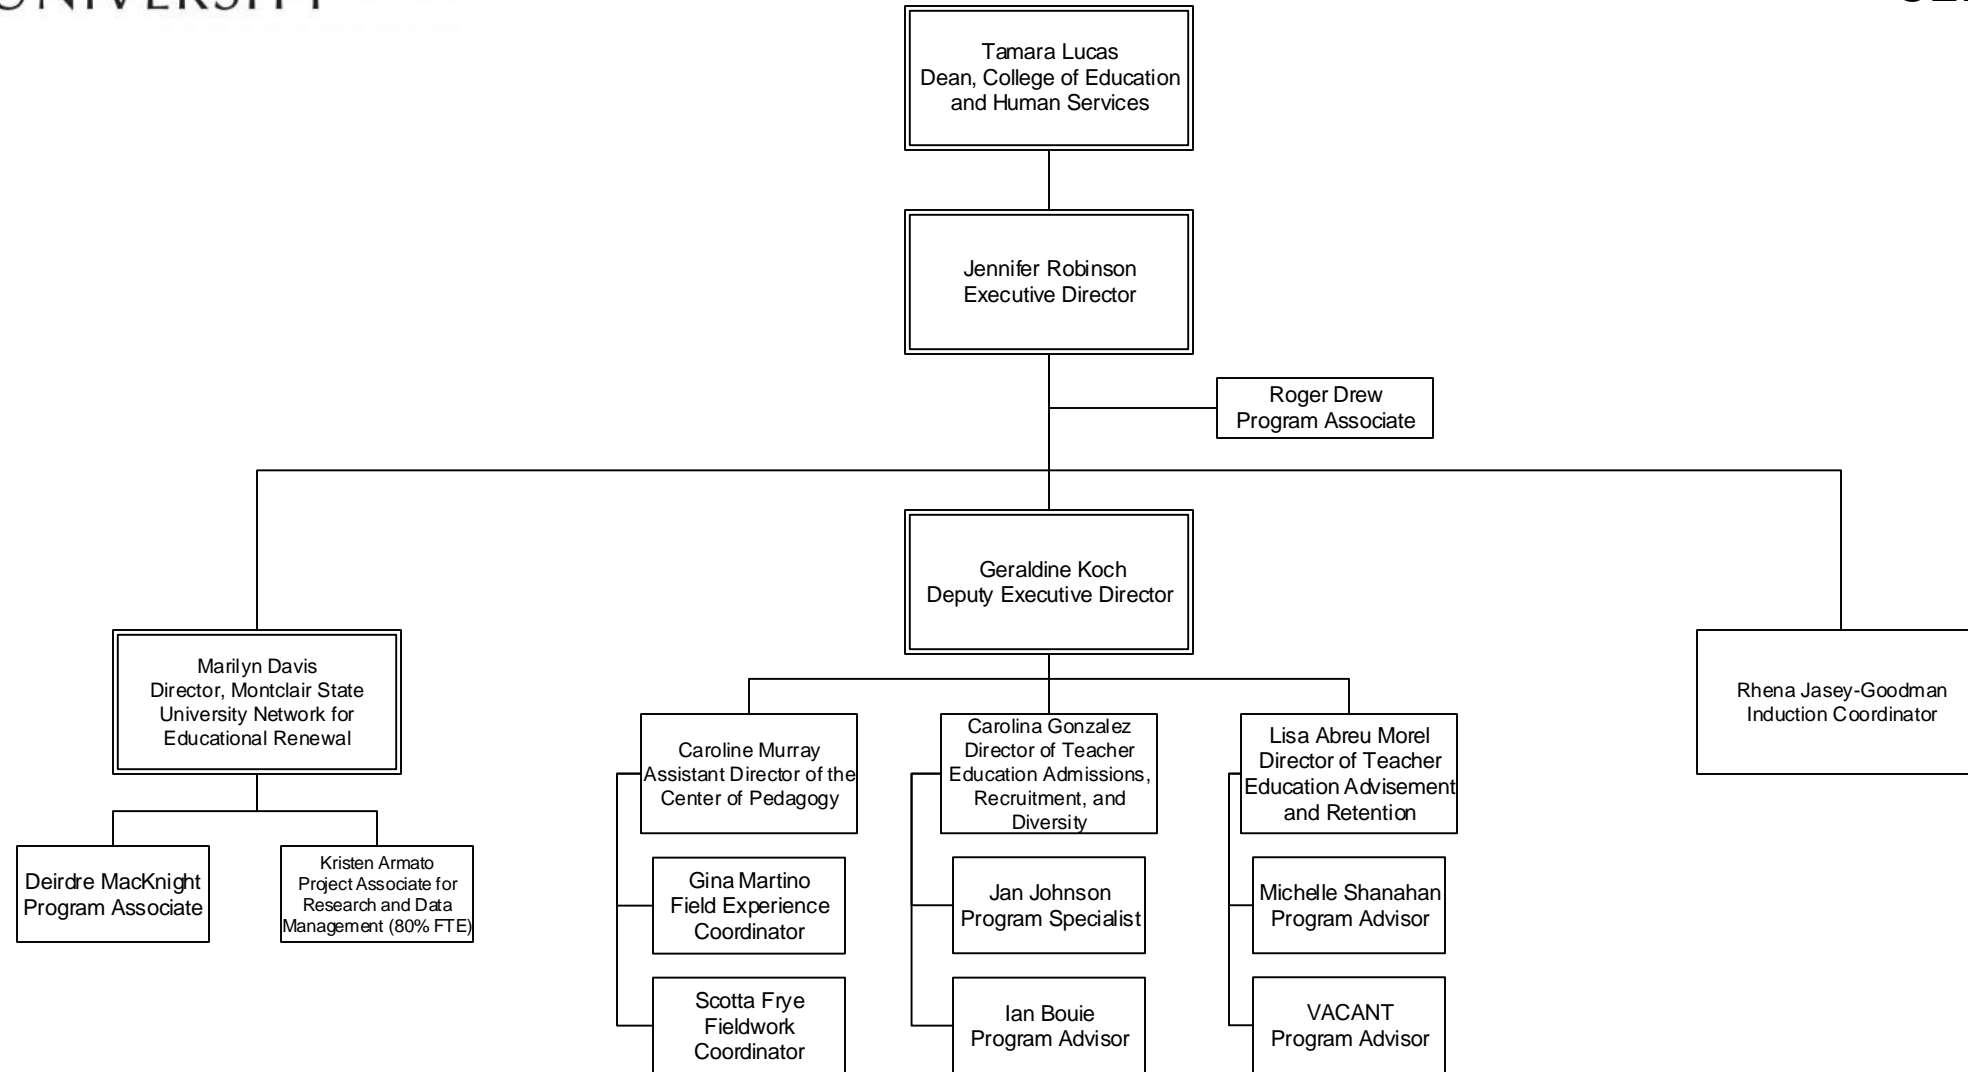 UNIVERSITY
Tamara Lucas
Dean, College of Education
and Human Services
Jennifer Robinson
Executive Director
Roger Drew
Program Associate
Geraldine Koch
Deputy Executive Director
Marilyn Davis
Director, Montclair State
University Network for
Educational Renewal
Rhena Jasey-Goodman
Induction Coordinator
Caroline Murray
Assistant Director of the
Center of Pedagogy
Carolina Gonzalez
Director of Teacher
Education Admissions,
Recruitment, and
Diversity
Lisa Abreu Morel
Director of Teacher
Education Advisement
and Retention
Deirdre MacKnight
Program Associate
Kristen Armato
Project Associate for
Research and Data
Management (80% FTE)
Gina Martino
Field Experience
Coordinator
Jan Johnson
Program Specialist
Michelle Shanahan
Program Advisor
Scotta Frye
Fieldwork
Coordinator
Ian Bouie
Program Advisor
VACANT
Program Advisor